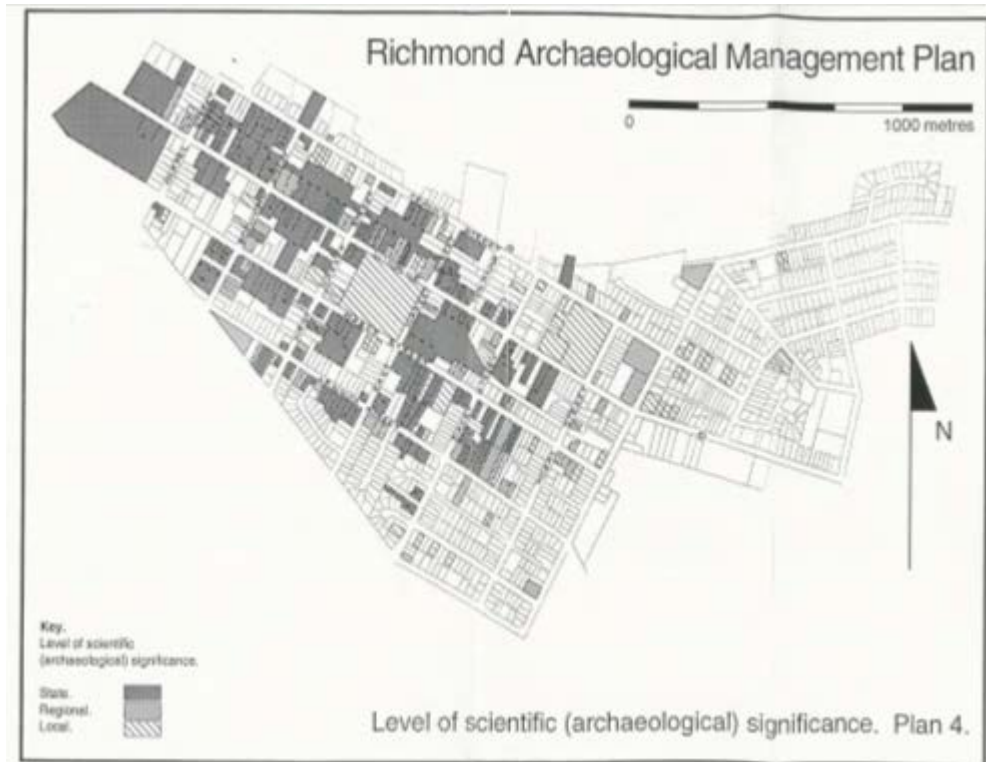 Richmond Archaeological Management Plan
0
1000 metres
N
Key.
Level of scientific
(archaeological) significance.
State.
Regional.
Local.
Level of scientific (archaeological) significance. Plan 4.